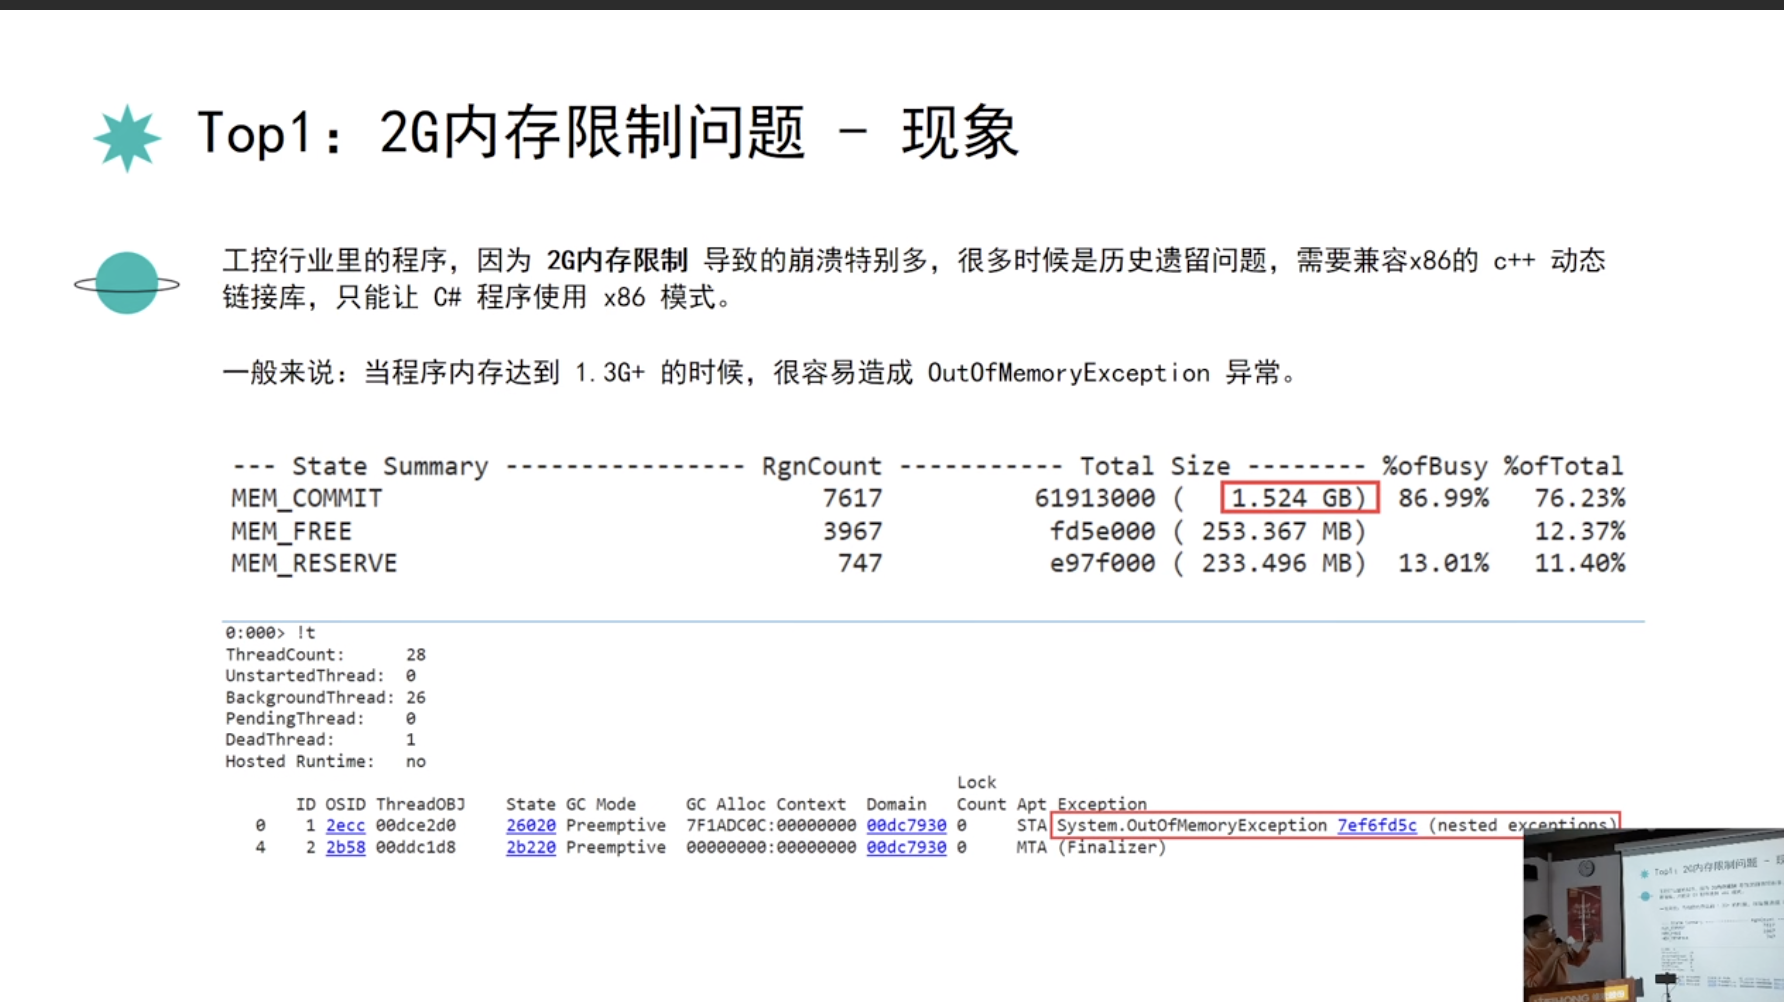 Top1：2G内存限制问题 - 现象
工控行业里的程序，因为 2G内存限制 导致的崩溃特别多，很多时候是历史遗留问题，需要兼容x86的 c++ 动态
链接库，只能让 C# 程序使用 x86 模式。
一般来说：当程序内存达到 1.3G+ 的时候，很容易造成 OutOfMemoryException 异常。
--- State Summary ---------------- RgnCount ----------- Total Size -------- %ofBusy %ofTotal
MEM_COMMIT 7617 61913000 ( 1.524 GB) 86.99% 76.23%
MEM_FREE 3967 fd5e000 ( 253.367 MB) 12.37%
MEM_RESERVE 747 e97f000 ( 233.496 MB) 13.01% 11.40%
0:000> !t
ThreadCount: 28
UnstartedThread: 0
BackgroundThread: 26
PendingThread: 0
DeadThread: 1
Hosted Runtime: no
Lock
ID OSID ThreadOBJ State GC Mode GC Alloc Context Domain Count Apt Exception
0 1 2ecc 00dce2d0 26020 Preemptive 7F1ADC0C:00000000 00dc7930 0 STA System.OutOfMemoryException 7ef6fd5c (nested exceptions)
4 2 2b58 00ddc1d8 2b220 Preemptive 00000000:00000000 00dc7930 0 MTA (Finalizer)
Top1：2G内存限制问题 - 现